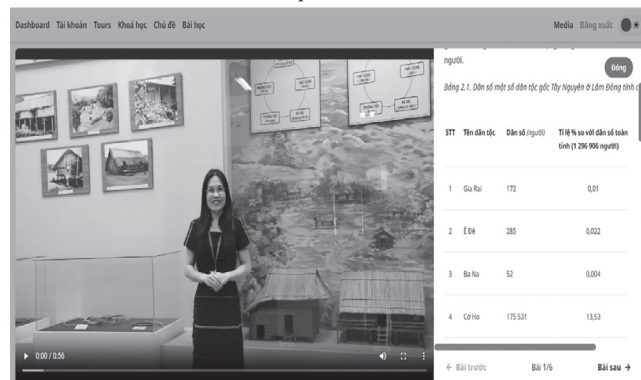 Dashboard Tài khoản Tours Khoá học Chủ đề Bài học
Media Đăng xuất
người.
Đóng
Bảng 2.1. Dân số một số dân tộc gốc Tây Nguyên ở Lâm Đồng tính
STT Tên dân tộc Dân số (người) Tỉ lệ % so với dân số toàn
tỉnh (1 296 906 người)
1 Gia Rai 172 0,01
2 Ê Đê 285 0,022
3 Ba Na 52 0,004
4 Cơ Ho 175 531 13,53
0:00 / 0:56
← Bài trước Bài 1/6 Bài sau →